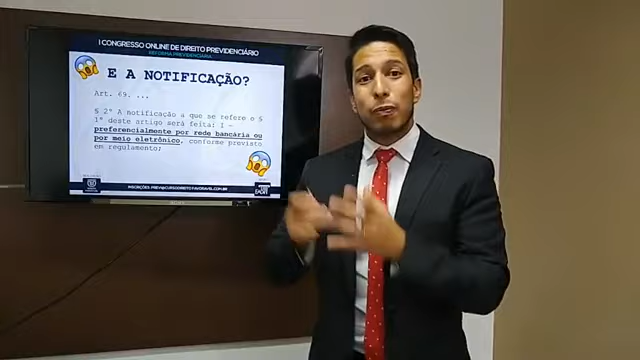 I CONGRESSO ONLINE DE DIREITO PREVIDENCIÁRIO
REFORMA PREVIDENCIÁRIA
E A NOTIFICAÇÃO?
Art. 69. ...
§ 2º A notificação a que se refere o §
1º deste artigo será feita: I –
preferencialmente por rede bancária ou
por meio eletrônico, conforme previsto
em regulamento;